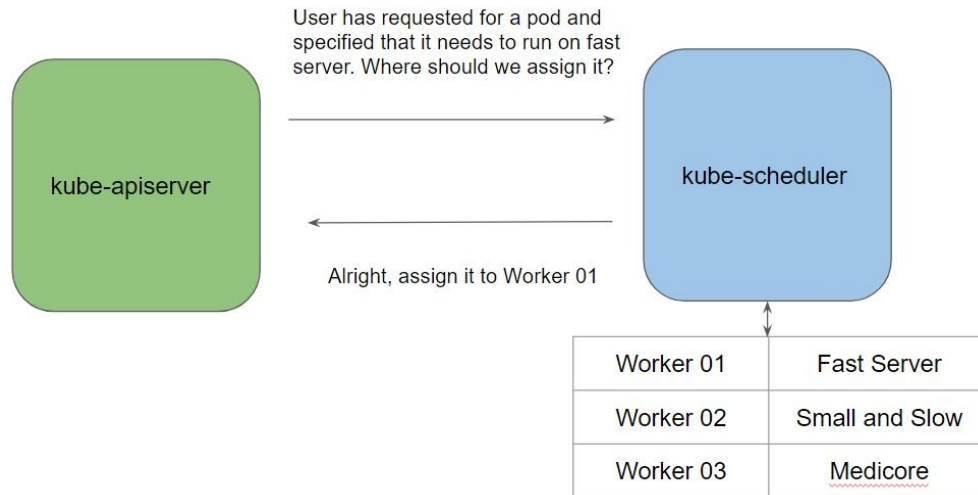 User has requested for a pod and
specified that it needs to run on fast
server. Where should we assign it?
kube-apiserver
kube-scheduler
Alright, assign it to Worker 01
Worker 01 Fast Server
Worker 02 Small and Slow
Worker 03 Medicore